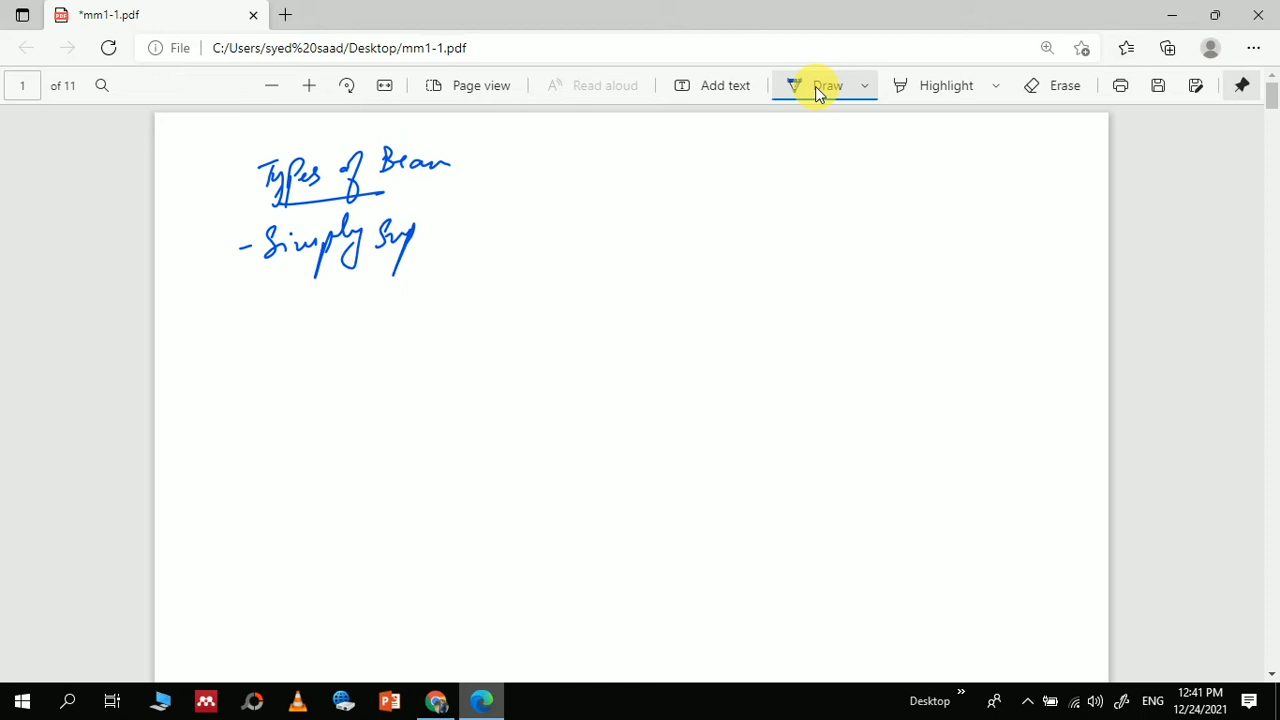 *mm1-1.pdf
File C:/Users/syed%20saad/Desktop/mm1-1.pdf
1 of 11 Page view Read aloud Add text Draw Highlight Erase
Types of Beam
- Simply Sup
Desktop » ENG 12:41 PM
12/24/2021